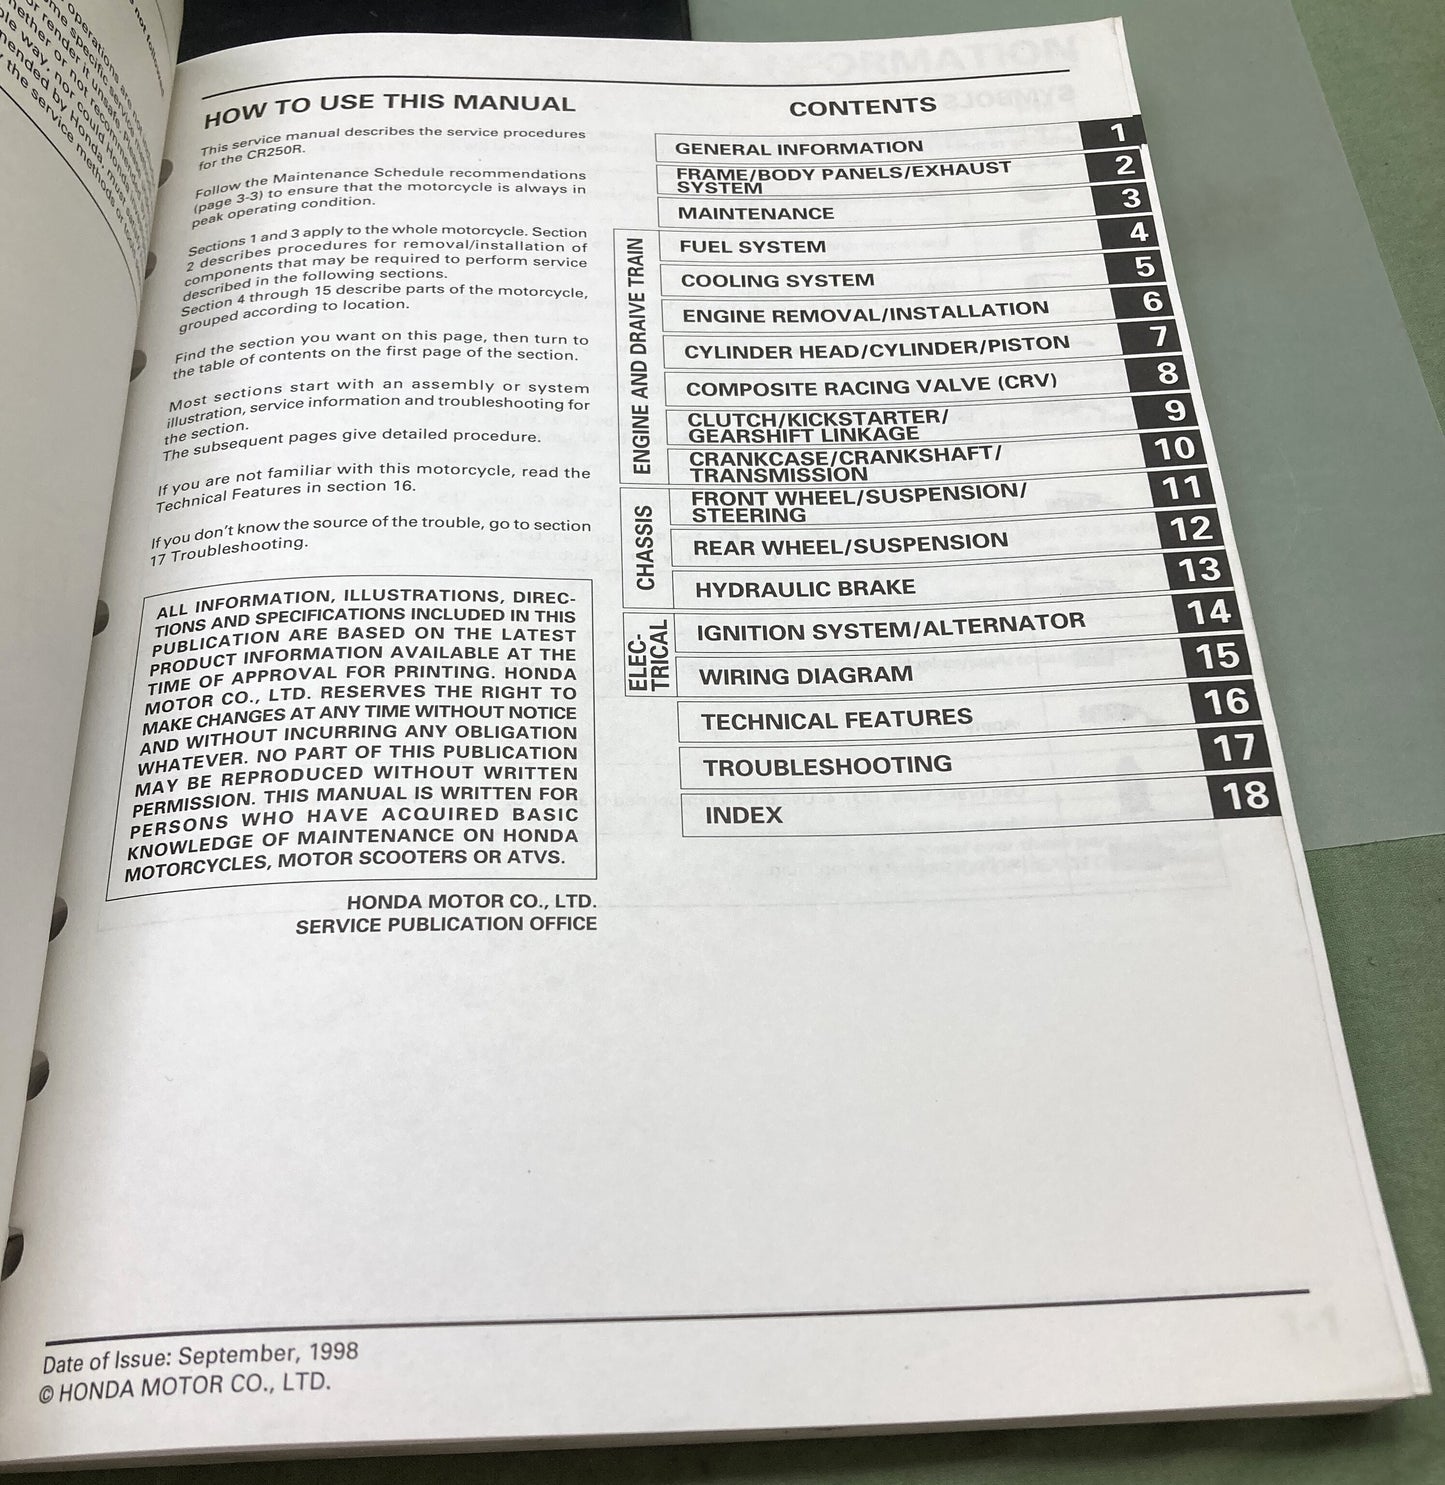 HOW TO USE THIS MANUAL
This service manual describes the service procedures
for the CR250R.
Follow the Maintenance Schedule recommendations
(page 3-3) to ensure that the motorcycle is always in
peak operating condition.
Sections 1 and 3 apply to the whole motorcycle. Section
2 describes procedures for removal/installation of
components that may be required to perform service
described in the following sections.
Section 4 through 15 describe parts of the motorcycle,
grouped according to location.
Find the section you want on this page, then turn to
the table of contents on the first page of the section.
Most sections start with an assembly or system
illustration, service information and troubleshooting for
the section.
The subsequent pages give detailed procedure.
If you are not familiar with this motorcycle, read the
Technical Features in section 16.
If you don't know the source of the trouble, go to section
17 Troubleshooting.
ALL INFORMATION, ILLUSTRATIONS, DIREC-
TIONS AND SPECIFICATIONS INCLUDED IN THIS
PUBLICATION ARE BASED ON THE LATEST
PRODUCT INFORMATION AVAILABLE AT THE
TIME OF APPROVAL FOR PRINTING. HONDA
MOTOR CO., LTD. RESERVES THE RIGHT TO
MAKE CHANGES AT ANY TIME WITHOUT NOTICE
AND WITHOUT INCURRING ANY OBLIGATION
WHATEVER. NO PART OF THIS PUBLICATION
MAY BE REPRODUCED WITHOUT WRITTEN
PERMISSION. THIS MANUAL IS WRITTEN FOR
PERSONS WHO HAVE ACQUIRED BASIC
KNOWLEDGE OF MAINTENANCE ON HONDA
MOTORCYCLES, MOTOR SCOOTERS OR ATVS.
HONDA MOTOR CO., LTD.
SERVICE PUBLICATION OFFICE
CONTENTS
GENERAL INFORMATION 1
FRAME/BODY PANELS/EXHAUST 2
SYSTEM
MAINTENANCE 3
ENGINE AND DRAIVE TRAIN
FUEL SYSTEM 4
COOLING SYSTEM 5
ENGINE REMOVAL/INSTALLATION 6
CYLINDER HEAD/CYLINDER/PISTON 7
COMPOSITE RACING VALVE (CRV) 8
CLUTCH/KICKSTARTER/ 9
GEARSHIFT LINKAGE
CRANKCASE/CRANKSHAFT/ 10
TRANSMISSION
CHASSIS
FRONT WHEEL/SUSPENSION/ 11
STEERING
REAR WHEEL/SUSPENSION 12
HYDRAULIC BRAKE 13
ELEC-
TRICAL
IGNITION SYSTEM/ALTERNATOR 14
WIRING DIAGRAM 15
TECHNICAL FEATURES 16
TROUBLESHOOTING 17
INDEX 18
Date of Issue: September, 1998
© HONDA MOTOR CO., LTD.